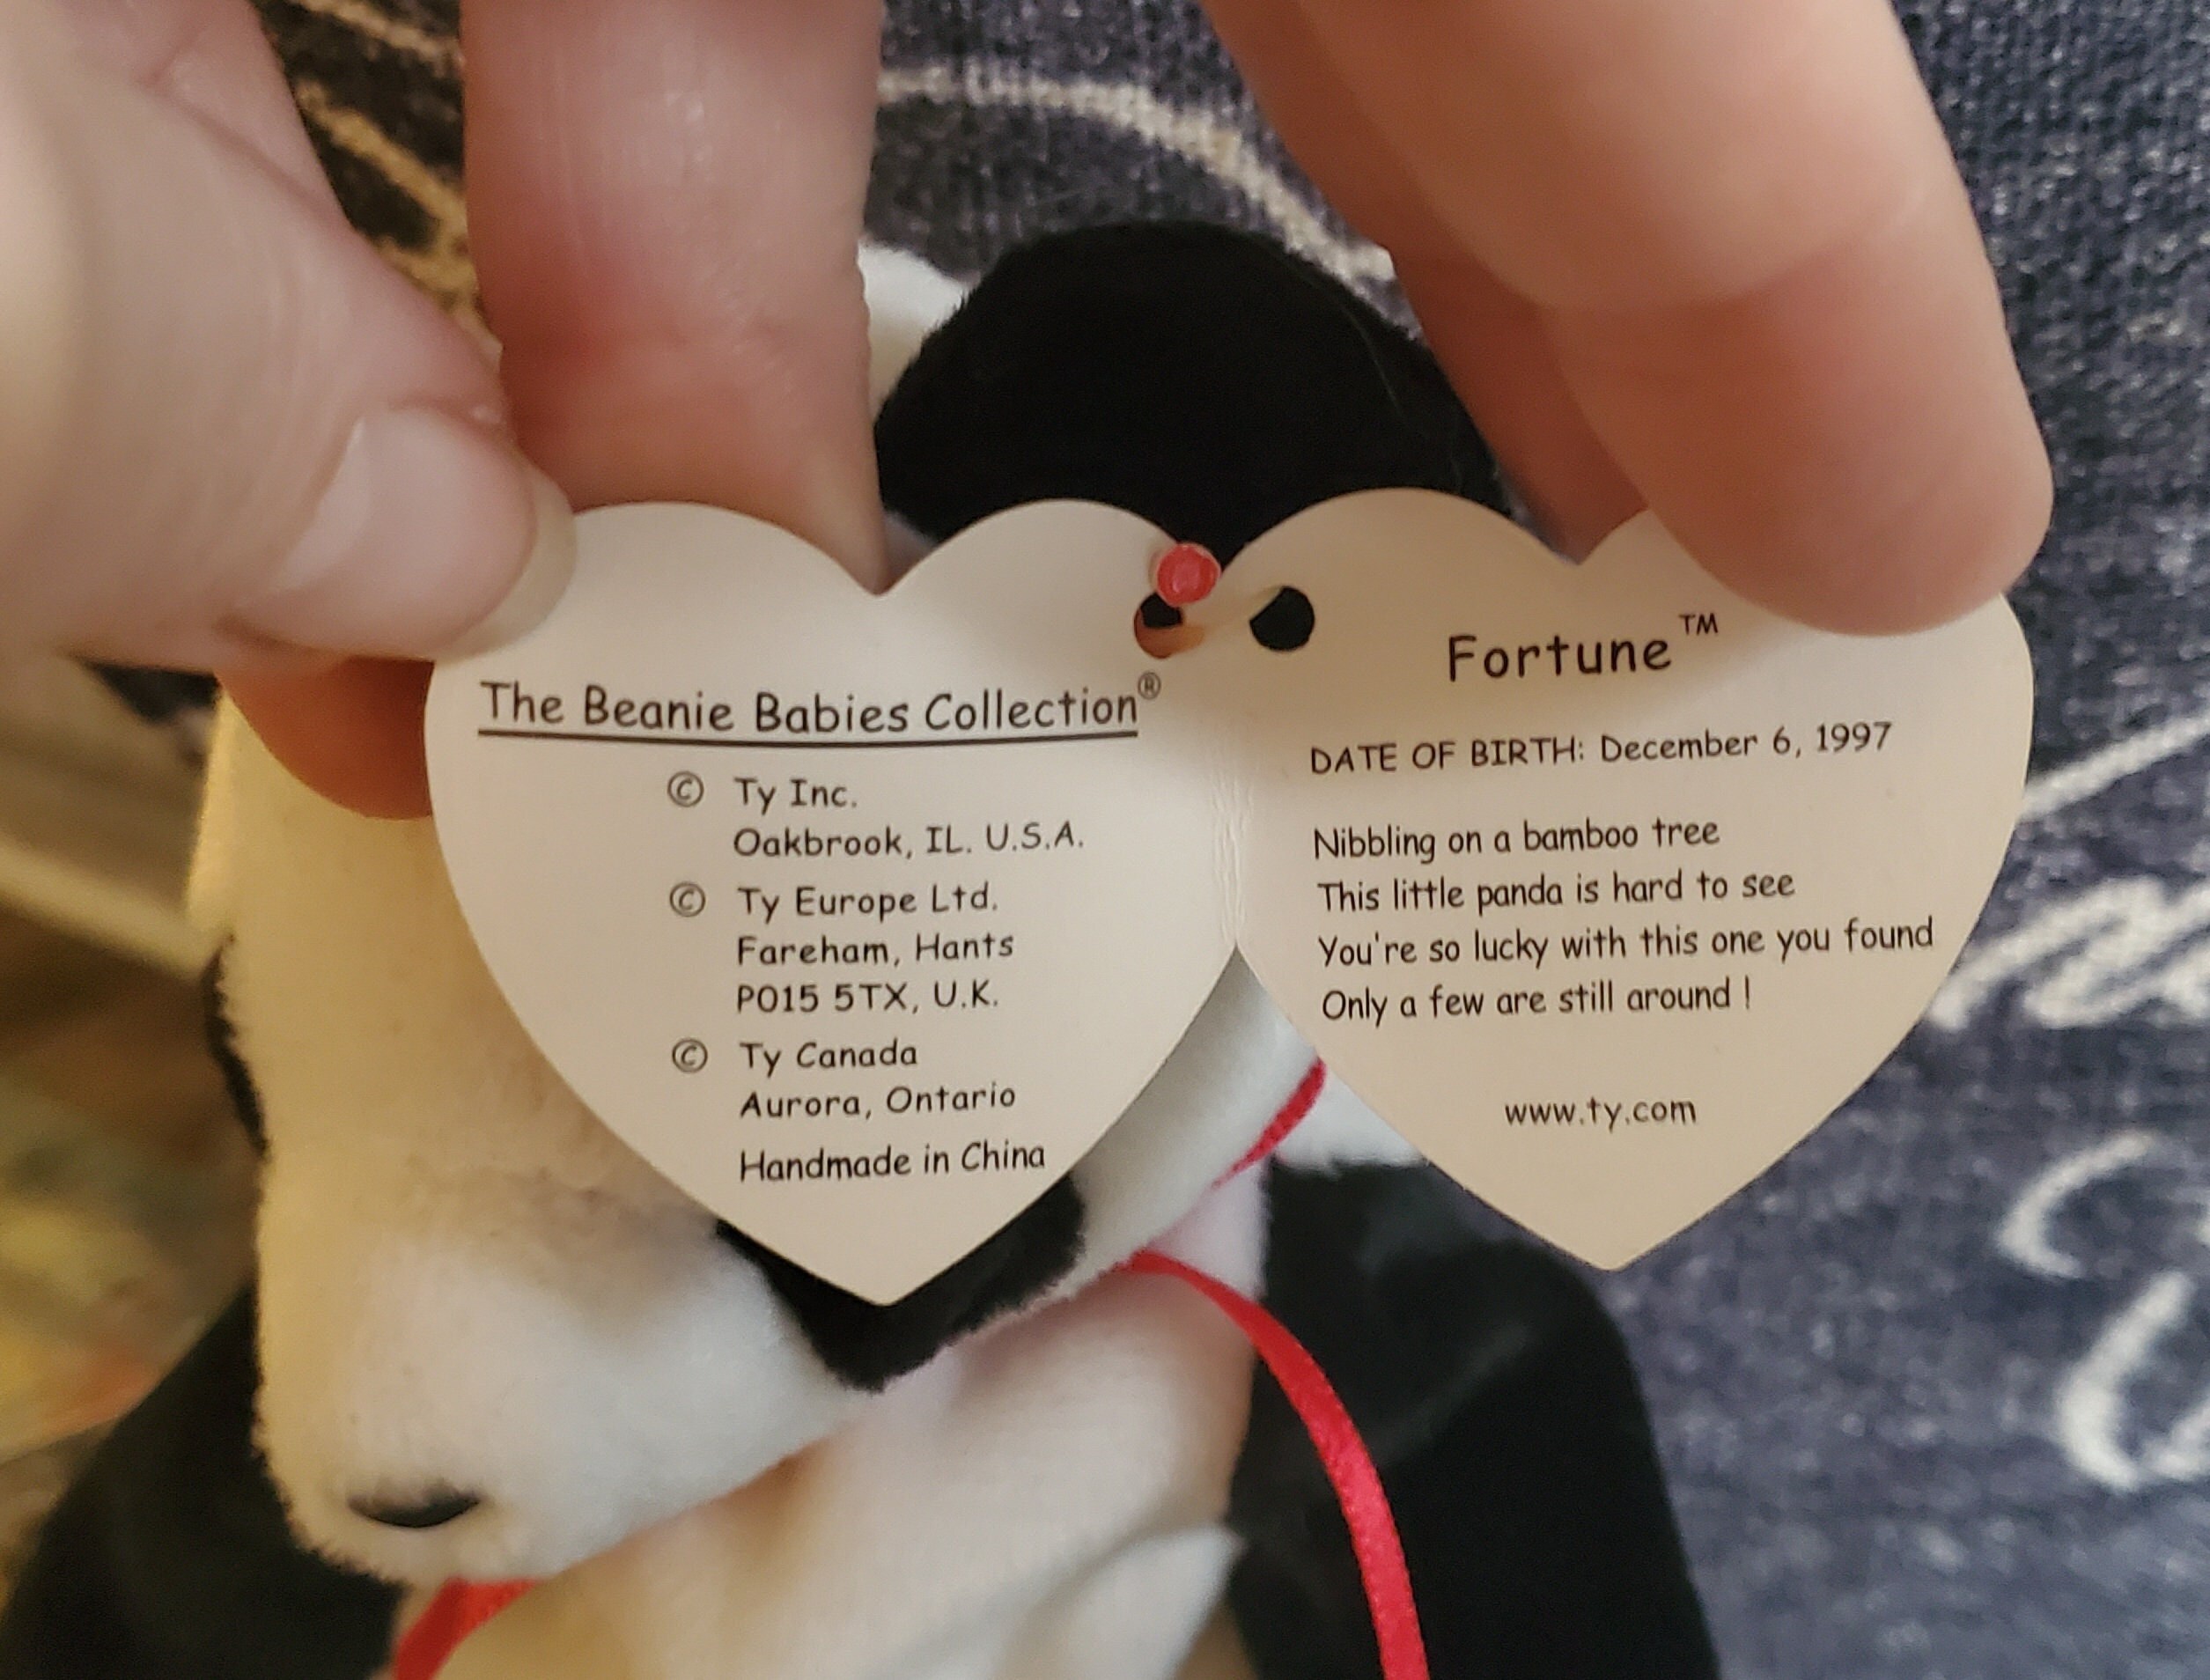 The Beanie Babies Collection®
© Ty Inc.
Oakbrook, IL. U.S.A.
© Ty Europe Ltd.
Fareham, Hants
PO15 5TX, U.K.
© Ty Canada
Aurora, Ontario
Handmade in China
Fortune™
DATE OF BIRTH: December 6, 1997
Nibbling on a bamboo tree
This little panda is hard to see
You're so lucky with this one you found
Only a few are still around !
www.ty.com